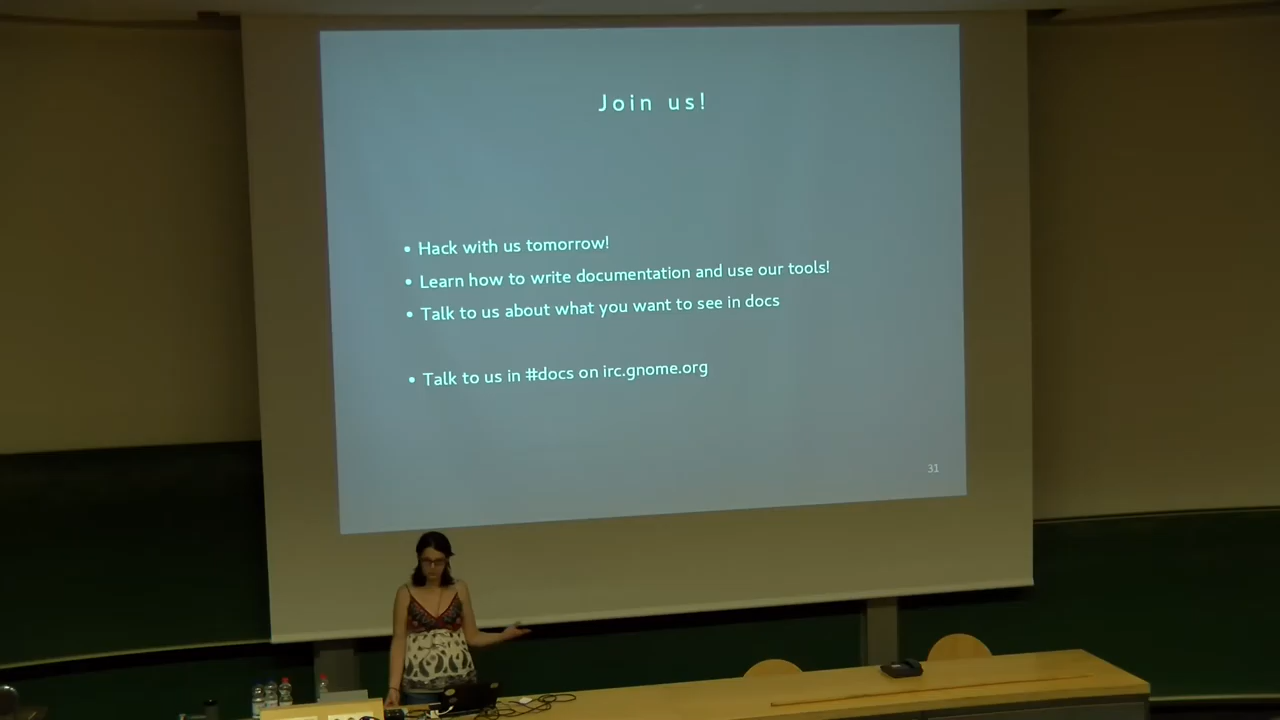 Join us!
• Hack with us tomorrow!
• Learn how to write documentation and use our tools!
• Talk to us about what you want to see in docs
• Talk to us in #docs on irc.gnome.org
31